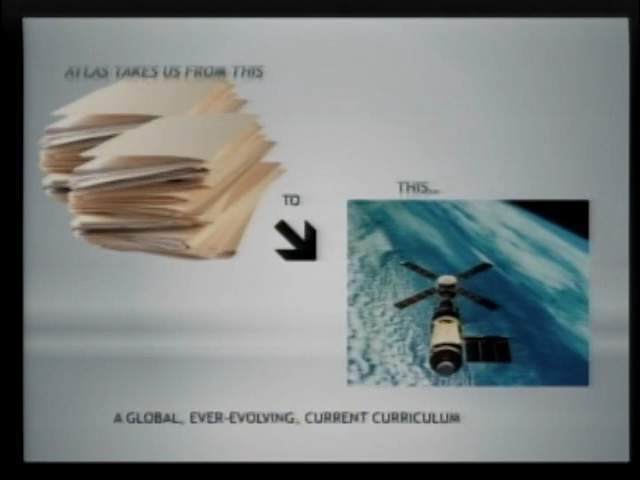 ATLAS TAKES US FROM THIS
TO
THIS...
A GLOBAL, EVER-EVOLVING, CURRENT CURRICULUM